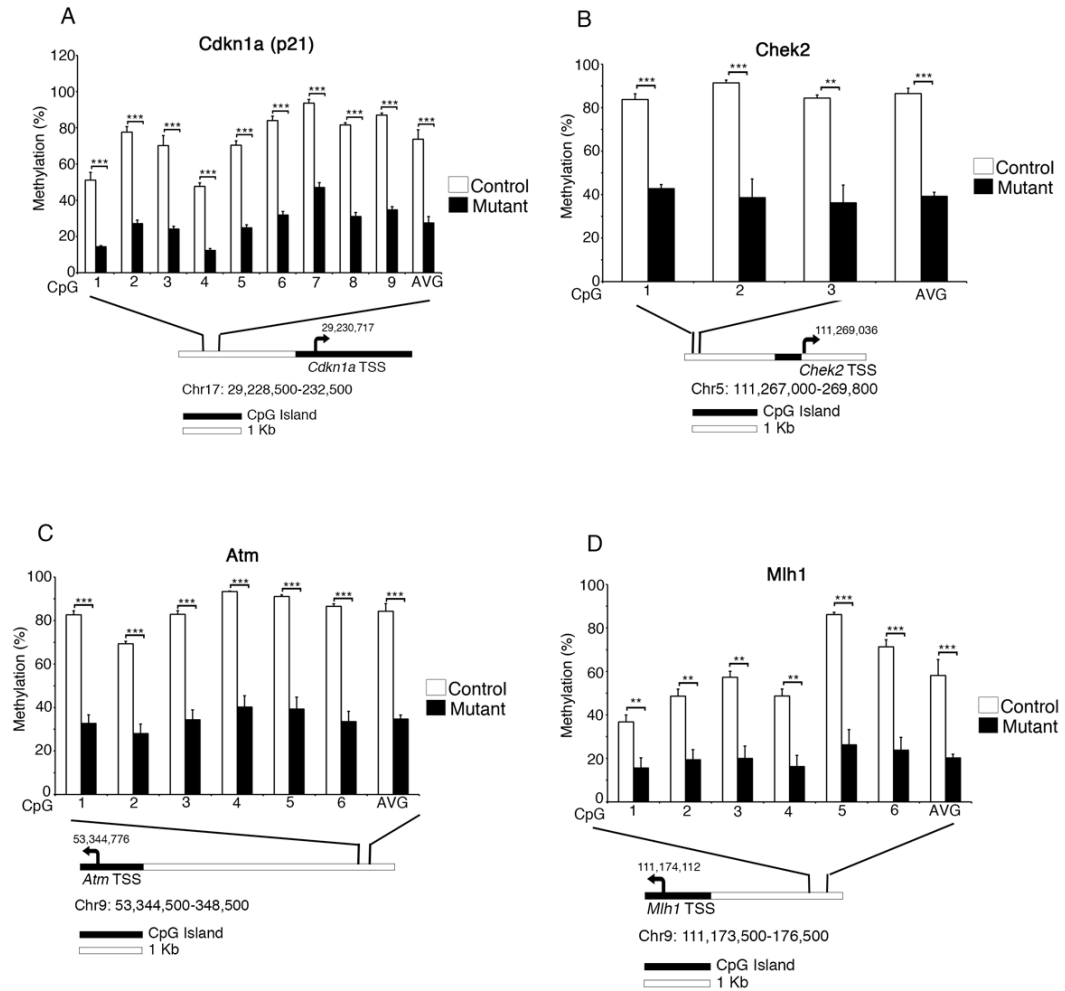 A
Cdkn1a (p21)
Methylation (%)
120
100
80
60
40
20
0
*** *** *** *** *** *** *** *** *** ***
CpG 1 2 3 4 5 6 7 8 9 AVG
Control
Mutant
29,230,717
Cdkn1a TSS
Chr17: 29,228,500-232,500
CpG Island
1 Kb
B
Chek2
Methylation (%)
100
80
60
40
20
0
*** *** ** ***
CpG 1 2 3 AVG
Control
Mutant
111,269,036
Chek2 TSS
Chr5: 111,267,000-269,800
CpG Island
1 Kb
C
Atm
Methylation (%)
100
80
60
40
20
0
*** *** *** *** *** *** ***
CpG 1 2 3 4 5 6 AVG
Control
Mutant
53,344,776
Atm TSS
Chr9: 53,344,500-348,500
CpG Island
1 Kb
D
Mlh1
Methylation (%)
100
80
60
40
20
0
** ** ** ** *** *** ***
CpG 1 2 3 4 5 6 AVG
Control
Mutant
111,174,112
Mlh1 TSS
Chr9: 111,173,500-176,500
CpG Island
1 Kb